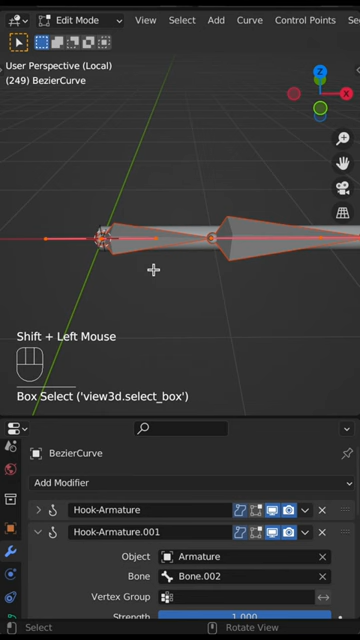 Edit Mode View Select Add Curve Control Points
User Perspective (Local)
(249) BezierCurve
Z
X
Shift + Left Mouse
Box Select ('view3d.select_box')
BezierCurve
Add Modifier
Hook-Armature
Hook-Armature.001
Object Armature
Bone Bone.002
Vertex Group
Strength 1.000
Select Rotate View